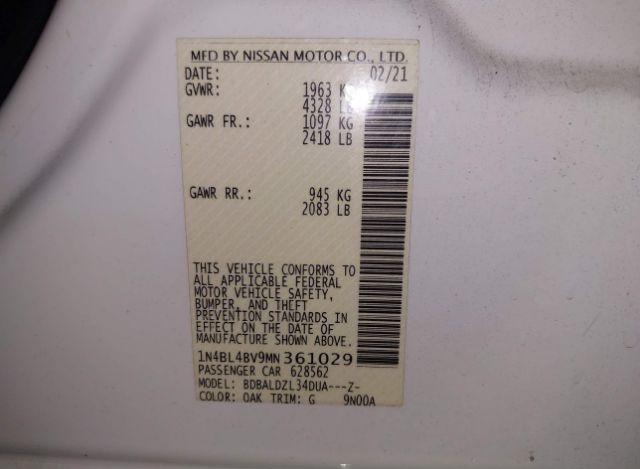 MFD BY NISSAN MOTOR CO., LTD.
DATE: 02/21
GVWR: 1963 K
4328 LB
GAWR FR.: 1097 KG
2418 LB
GAWR RR.: 945 KG
2083 LB
THIS VEHICLE CONFORMS TO
ALL APPLICABLE FEDERAL
MOTOR VEHICLE SAFETY,
BUMPER, AND THEFT
PREVENTION STANDARDS IN
EFFECT ON THE DATE OF
MANUFACTURE SHOWN ABOVE.
1N4BL4BV9MN361029
PASSENGER CAR 628562
MODEL: BDBALDZL34DUA---Z-
COLOR: QAK TRIM: G 9N00A